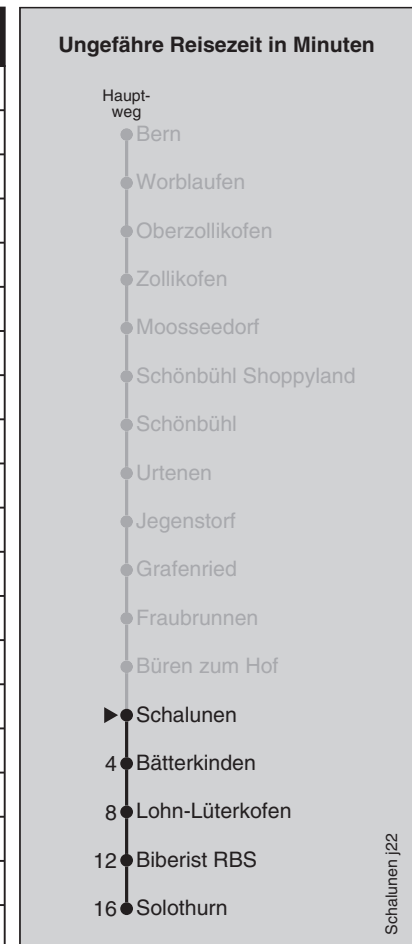 Ungefähre Reisezeit in Minuten
Haupt-
weg
Bern
Worblaufen
Oberzollikofen
Zollikofen
Moosseedorf
Schönbühl Shoppyland
Schönbühl
Urtenen
Jegenstorf
Grafenried
Fraubrunnen
Büren zum Hof
Schalunen
4 Bätterkinden
8 Lohn-Lüterkofen
12 Biberist RBS
16 Solothurn
Schalunen j22